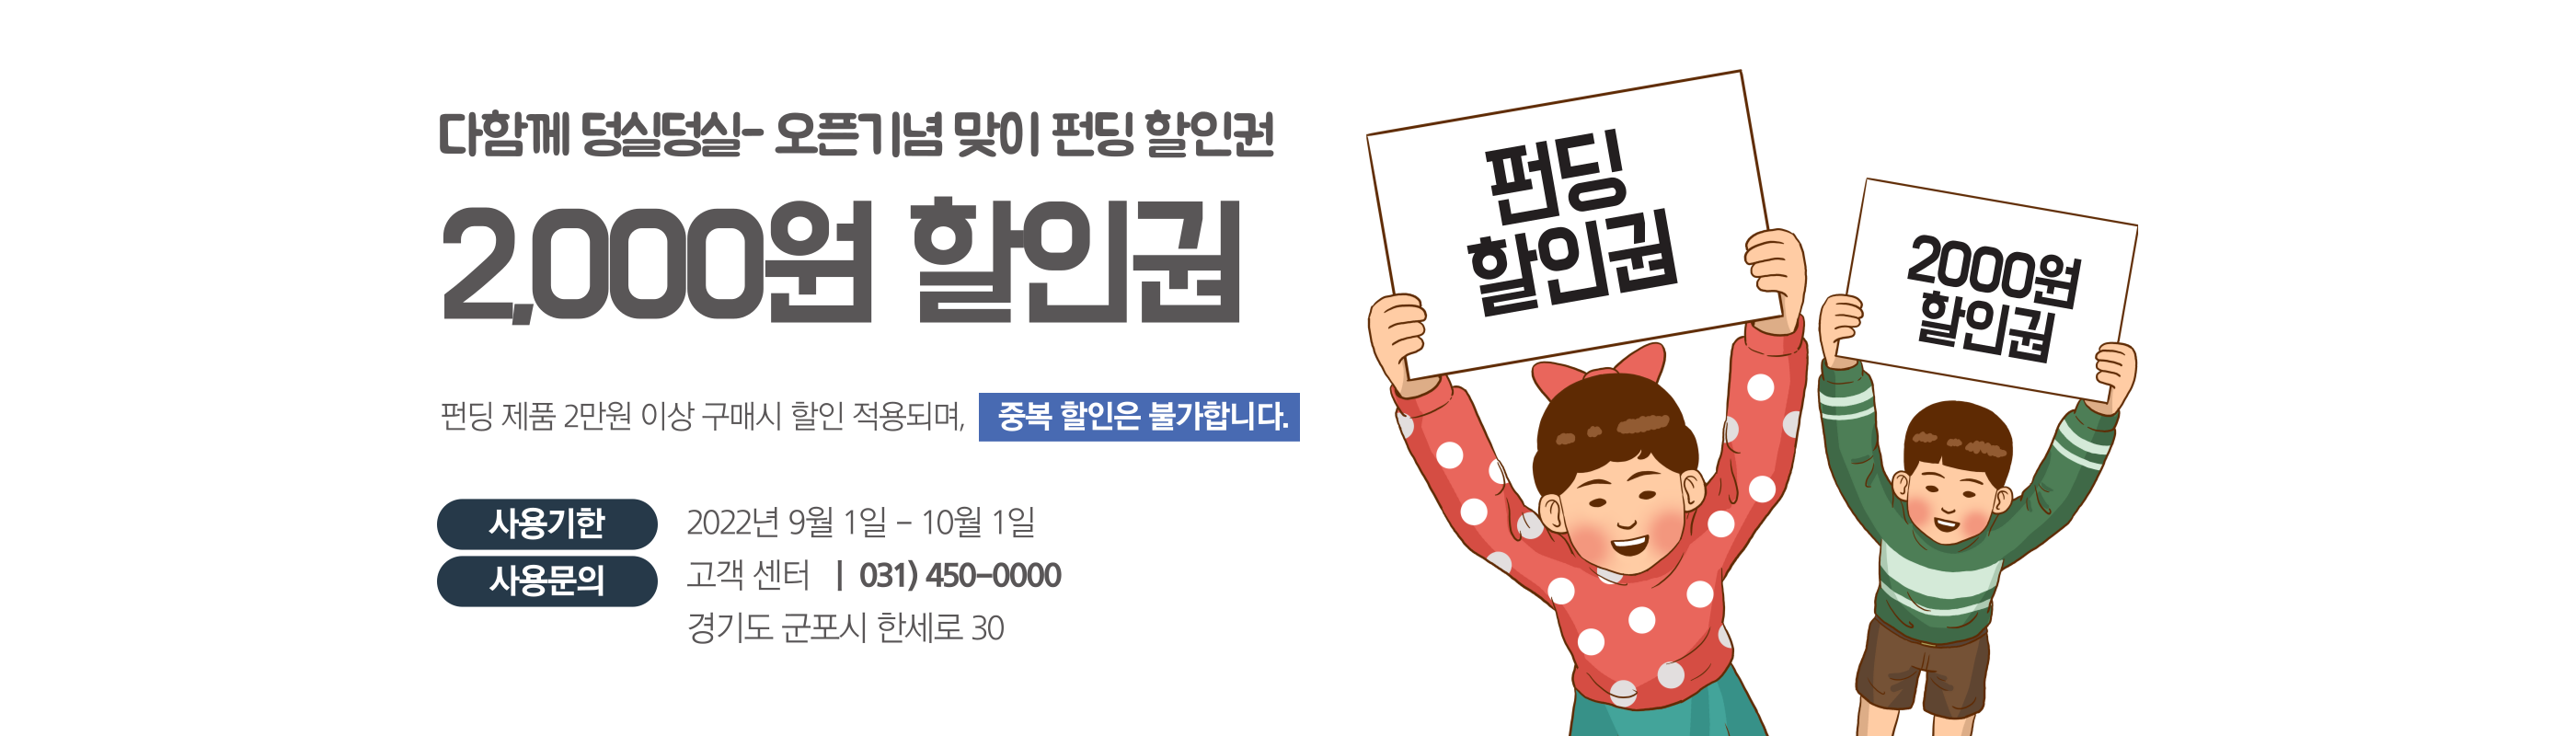 다함께 덩실덩실- 오픈기념 맞이 펀딩 할인권
2,000원 할인권
펀딩 제품 2만원 이상 구매시 할인 적용되며, 중복 할인은 불가합니다.
사용기한 2022년 9월 1일 - 10월 1일
사용문의 고객 센터 | 031) 450-0000
경기도 군포시 한세로 30
펀딩
할인권
2000원
할인권